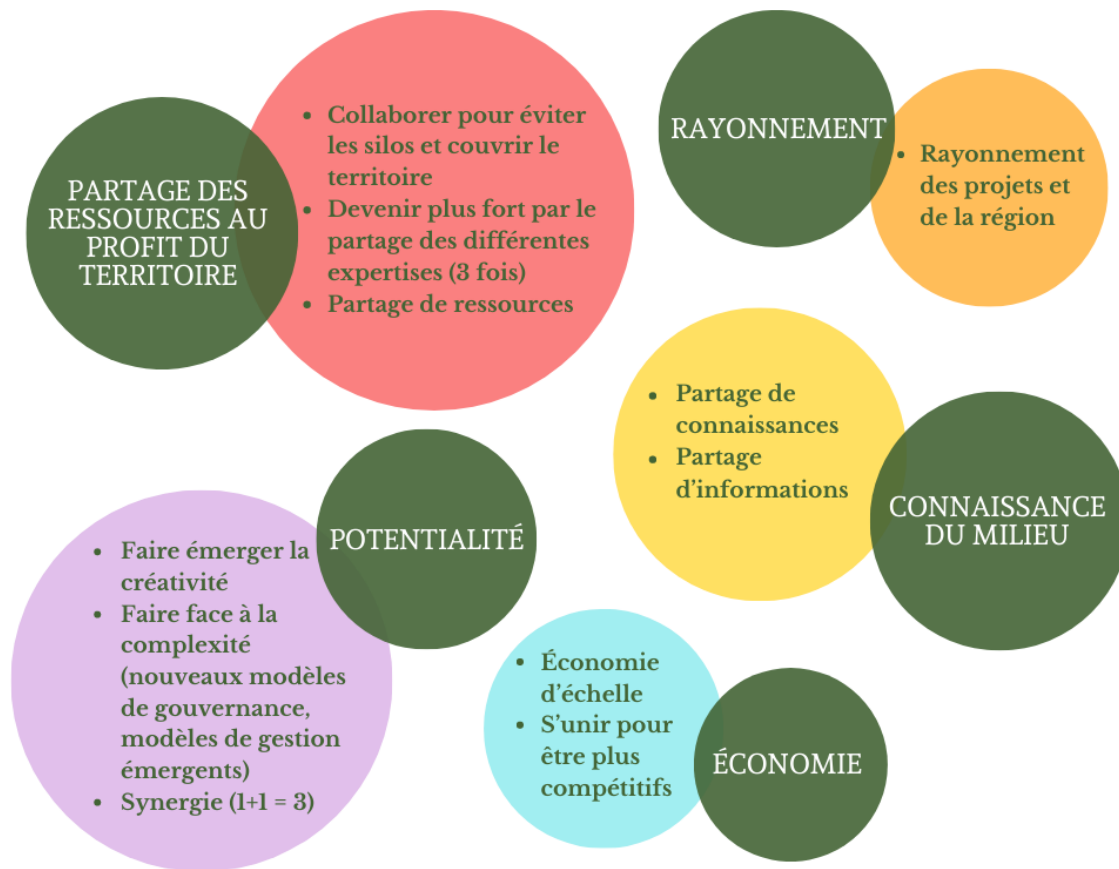 PARTAGE DES
RESSOURCES AU
PROFIT DU
TERRITOIRE
• Collaborer pour éviter
les silos et couvrir le
territoire
• Devenir plus fort par le
partage des différentes
expertises (3 fois)
• Partage de ressources
RAYONNEMENT
• Rayonnement
des projets et
de la région
• Partage de
connaissances
• Partage
d’informations
CONNAISSANCE
DU MILIEU
POTENTIALITÉ
• Faire émerger la
créativité
• Faire face à la
complexité
(nouveaux modèles
de gouvernance,
modèles de gestion
émergents)
• Synergie (1+1 = 3)
• Économie
d’échelle
• S’unir pour
être plus
compétitifs
ÉCONOMIE